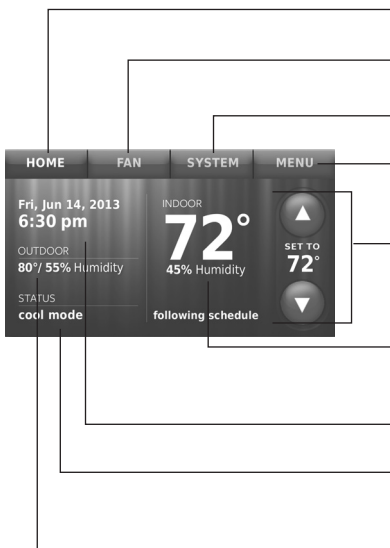 HOME FAN SYSTEM MENU
Fri, Jun 14, 2013
6:30 pm
OUTDOOR
80°/ 55% Humidity
STATUS
cool mode
INDOOR
72°
45% Humidity
following schedule
SET TO
72°